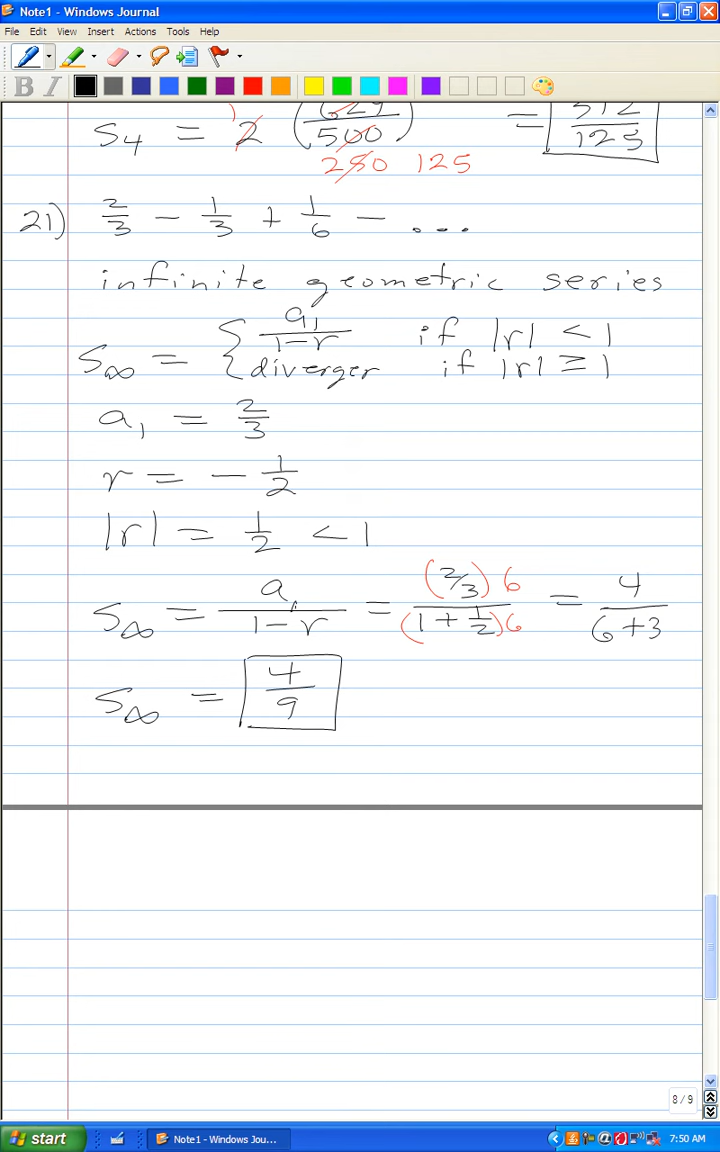 Note1 - Windows Journal
File Edit View Insert Actions Tools Help
B I
S4 = 2 ( /500) = 512/125
1 250 125
21) 2/3 - 1/3 + 1/6 - ...
infinite geometric series
S∞ = { a1/1-r if |r| < 1
diverger if |r| ≥ 1
a1 = 2/3
r = - 1/2
|r| = 1/2 < 1
S∞ = a1/1-r = (2/3)6/(1 + 1/2)6 = 4/6+3
S∞ = 4/9
8 / 9
start Note1 - Windows Jou... 7:50 AM